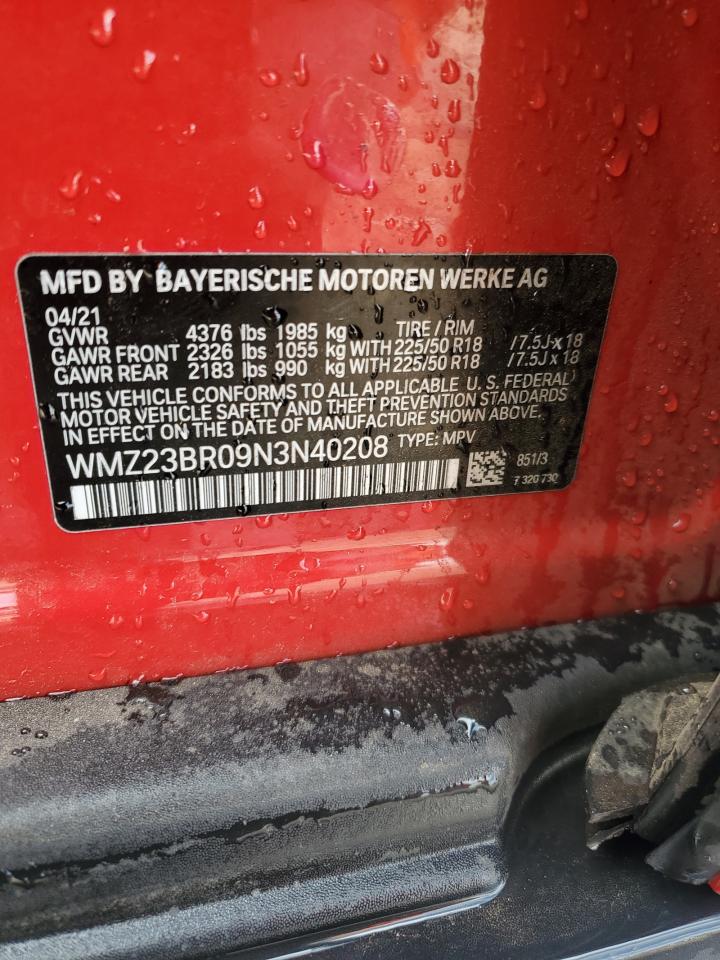 MFD BY BAYERISCHE MOTOREN WERKE AG
04/21
GVWR 4376 lbs 1985 kg TIRE / RIM
GAWR FRONT 2326 lbs 1055 kg WITH 225/50 R18 /7.5J x 18
GAWR REAR 2183 lbs 990 kg WITH 225/50 R18 /7.5J x 18
THIS VEHICLE CONFORMS TO ALL APPLICABLE U.S. FEDERAL
MOTOR VEHICLE SAFETY AND THEFT PREVENTION STANDARDS
IN EFFECT ON THE DATE OF MANUFACTURE SHOWN ABOVE.
WMZ23BR09N3N40208 TYPE: MPV
851/3
7 320 730